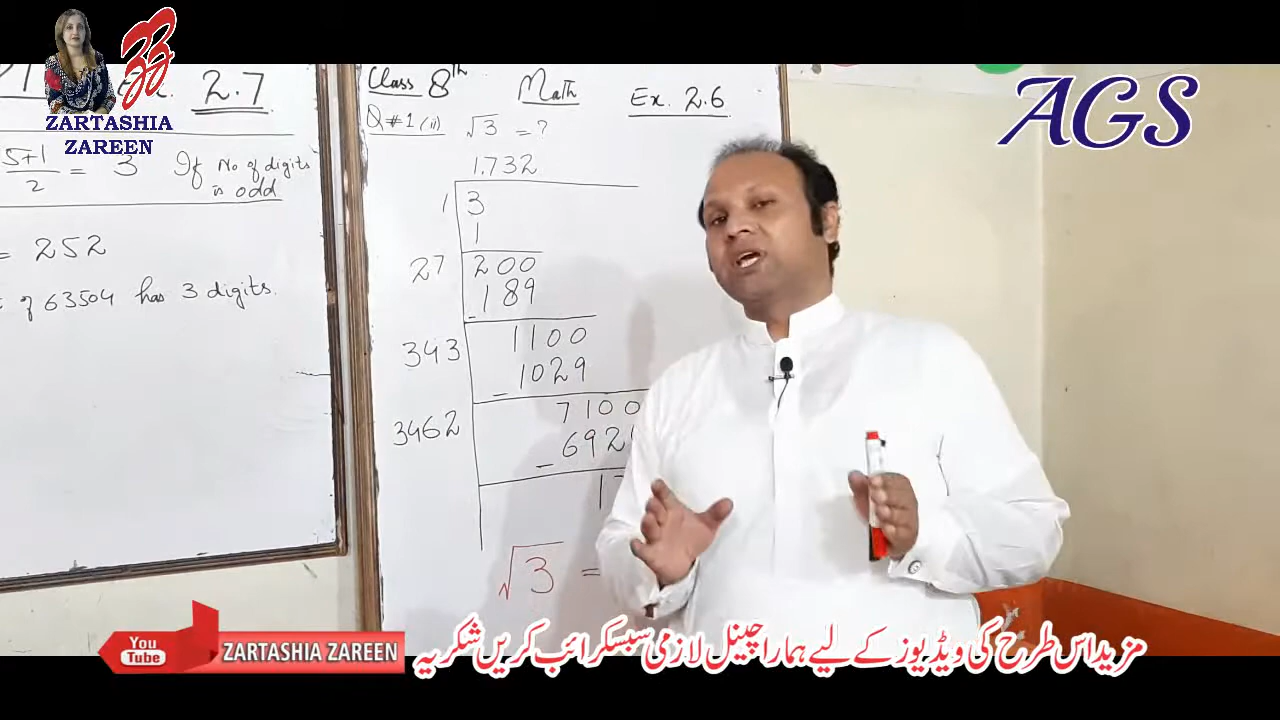 ZARTASHIA
ZAREEN
AGS
Ex. 2.7
5+1/2 = 3 If No of digits
is odd
= 252
of 63504 has 3 digits.
Class 8th Math Ex. 2.6
Q#1 (ii) √3 = ?
1.732
1 3
1
27 200
- 189
343 1100
- 1029
3462 7100
- 692
1
√3 =
You
Tube
ZARTASHIA ZAREEN
مزید اس طرح کی ویڈیوز کے لیے ہمارا چینل لازمی سبسکرائب کریں شکریہ